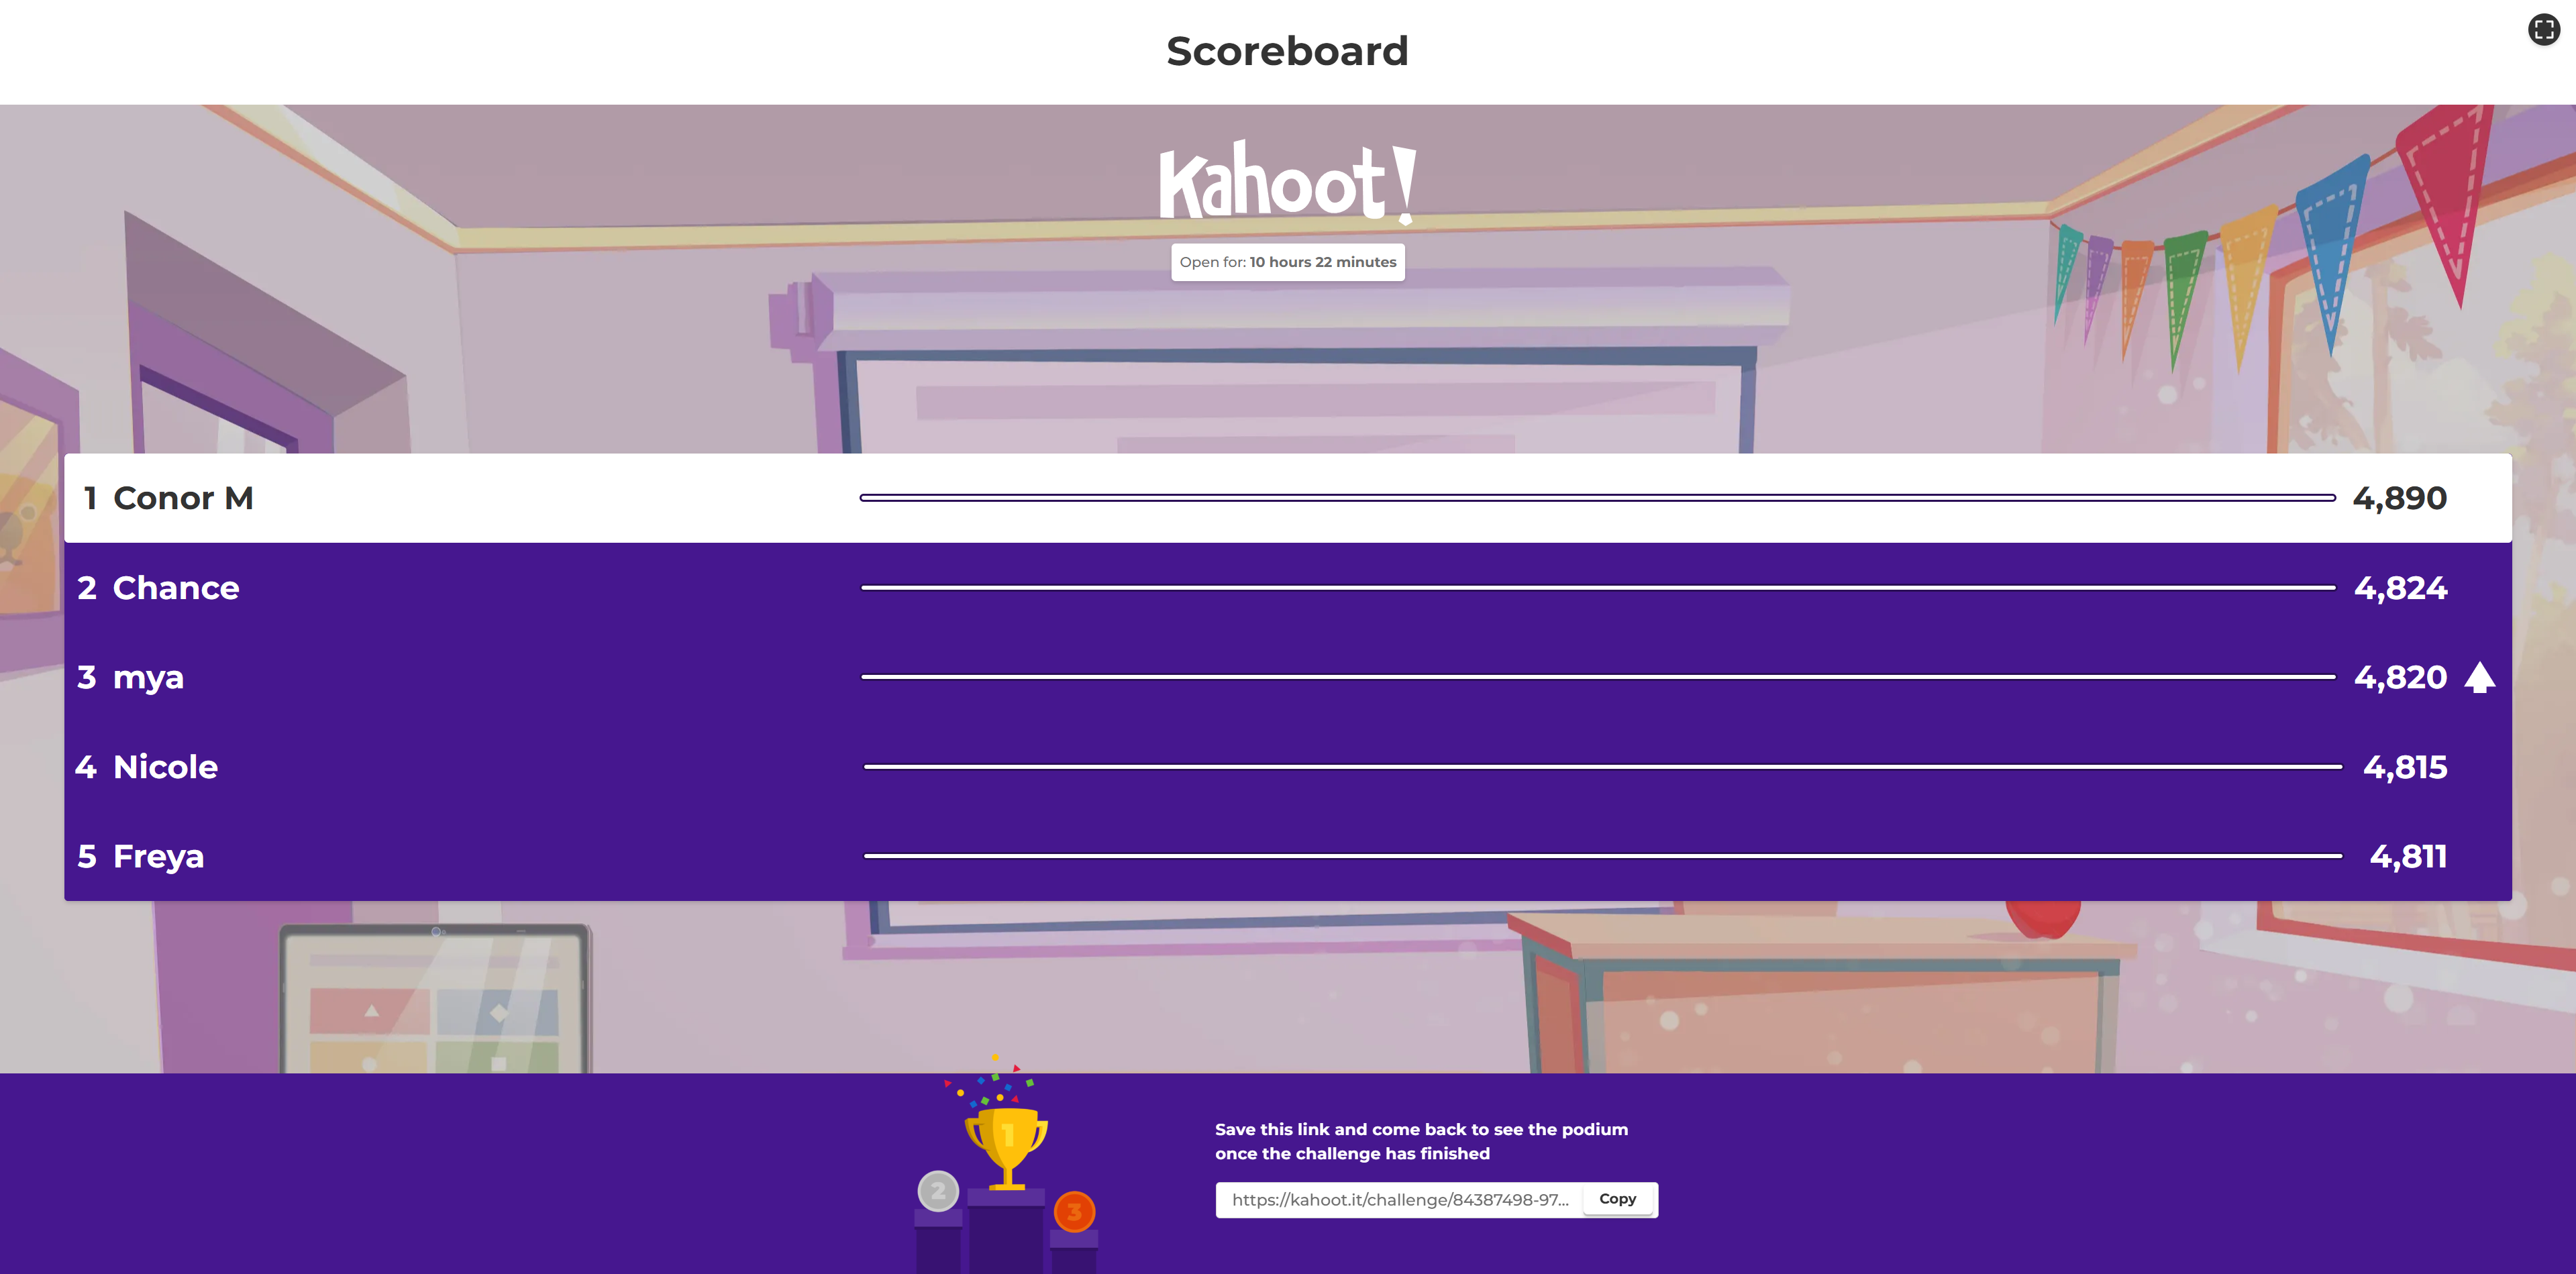 Scoreboard
Kahoot!
Open for: 10 hours 22 minutes
1 Conor M 4,890
2 Chance 4,824
3 mya 4,820
4 Nicole 4,815
5 Freya 4,811
1
2
3
Save this link and come back to see the podium
once the challenge has finished
https://kahoot.it/challenge/84387498-97... Copy